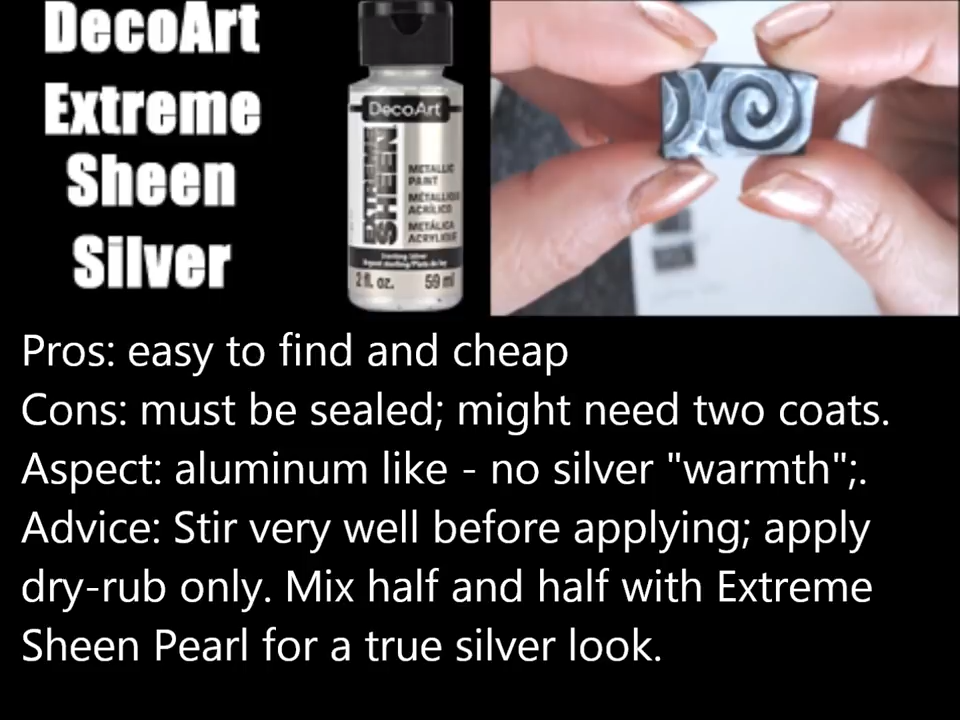 DecoArt
Extreme
Sheen
Silver
DecoArt
EXTREME
SHEEN
METALLIC
PAINT
MÉTALLIQUE
ACRÍLICO
METÁLICA
ACRYLIQUE
2 fl. oz. 59 ml
Pros: easy to find and cheap
Cons: must be sealed; might need two coats.
Aspect: aluminum like - no silver "warmth";.
Advice: Stir very well before applying; apply
dry-rub only. Mix half and half with Extreme
Sheen Pearl for a true silver look.